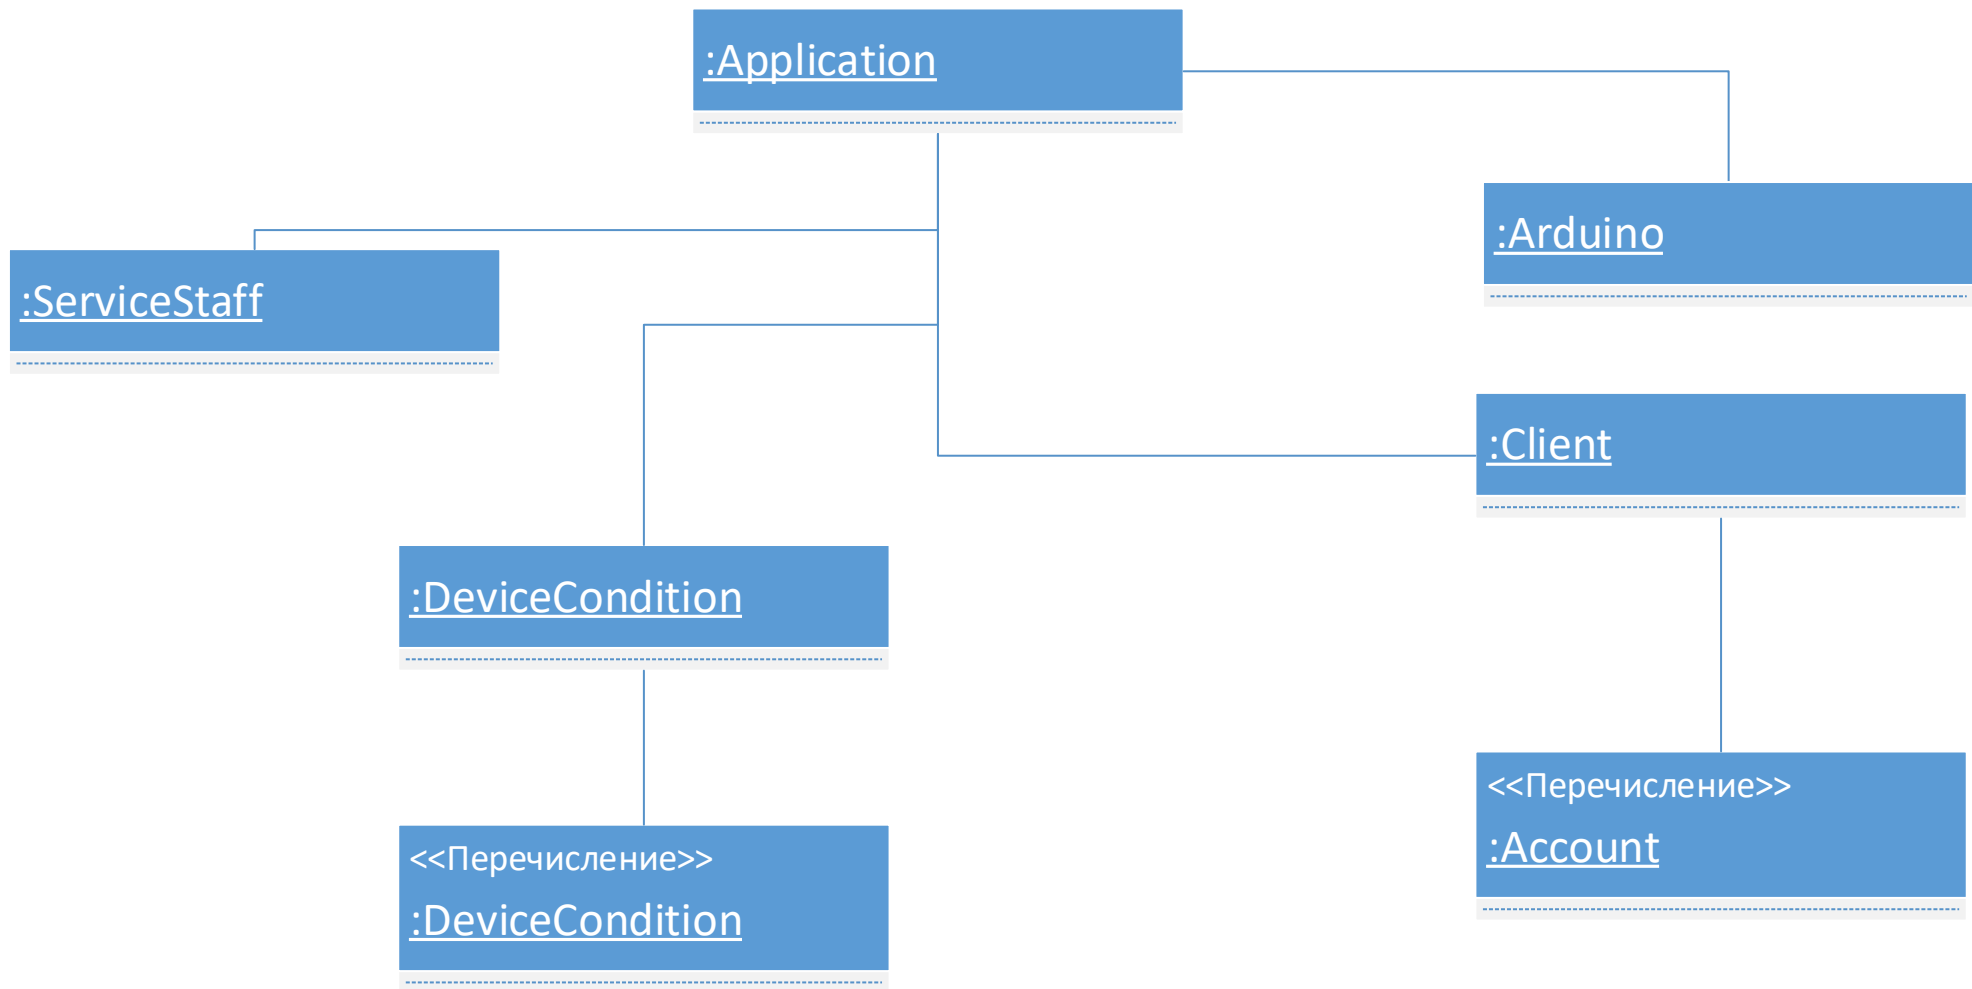 :Application
:Arduino
:ServiceStaff
:Client
:DeviceCondition
<<Перечисление>>
:Account
<<Перечисление>>
:DeviceCondition